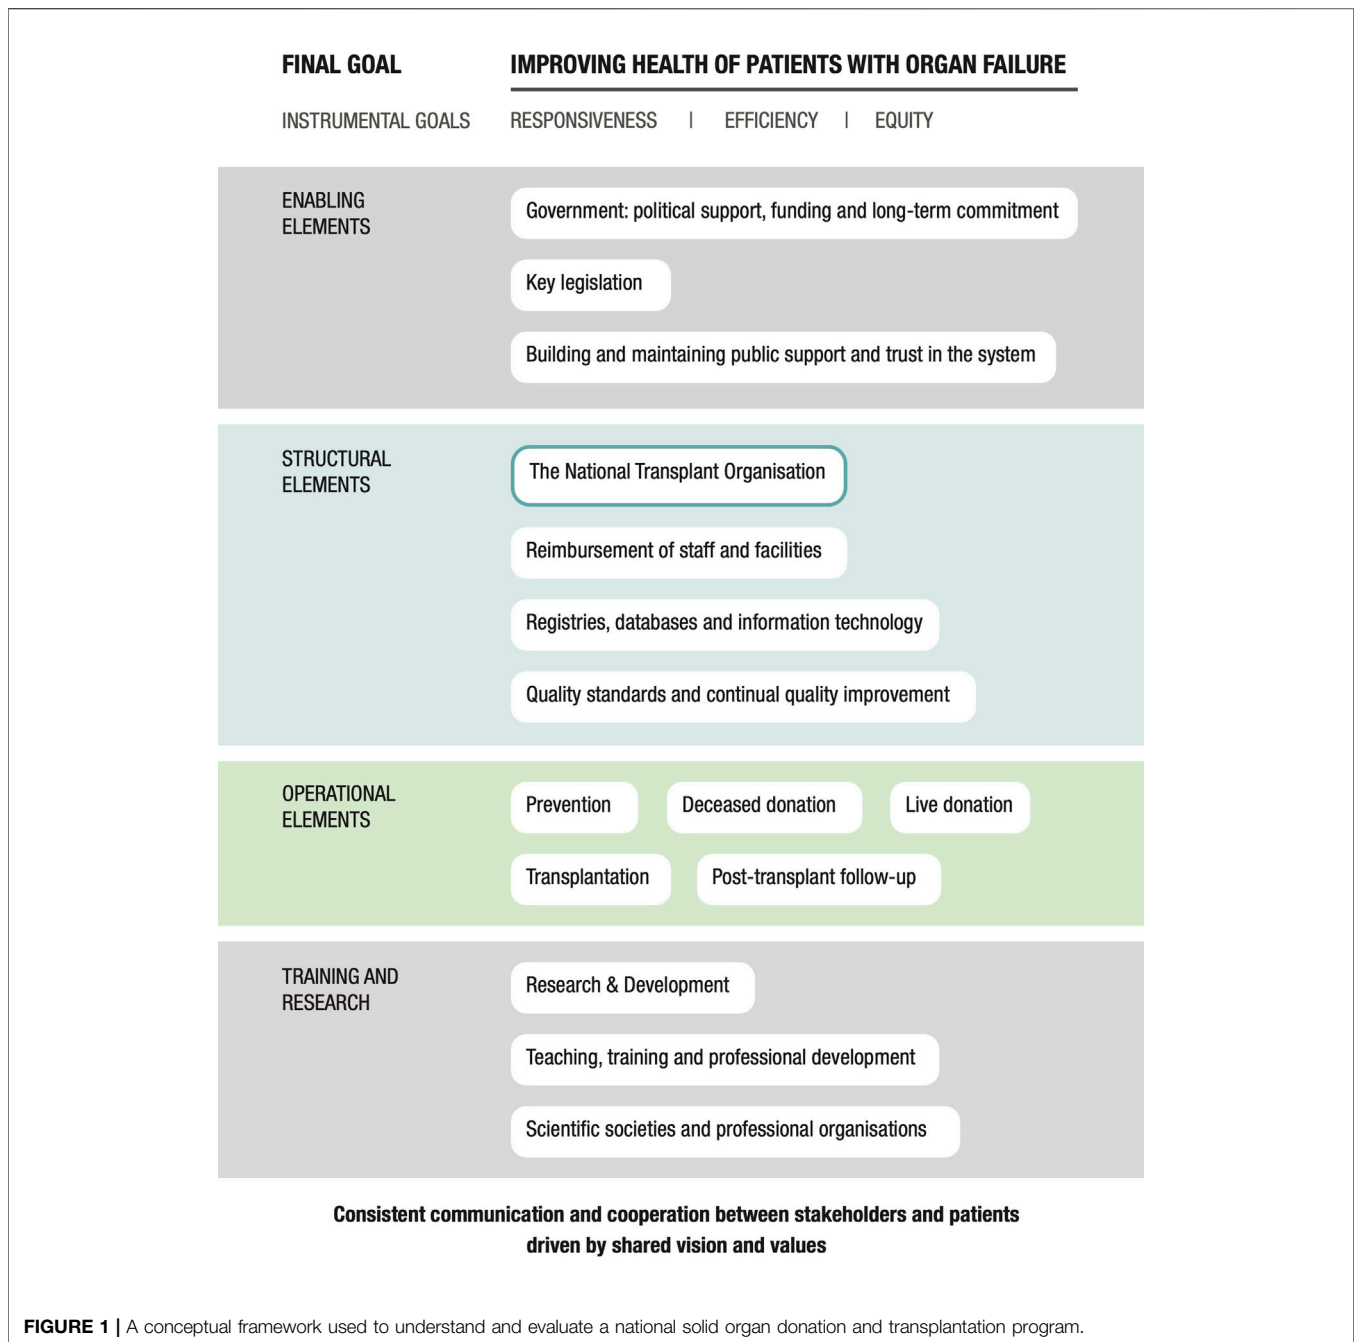 FINAL GOAL
IMPROVING HEALTH OF PATIENTS WITH ORGAN FAILURE
INSTRUMENTAL GOALS
RESPONSIVENESS | EFFICIENCY | EQUITY
ENABLING
ELEMENTS
Government: political support, funding and long-term commitment
Key legislation
Building and maintaining public support and trust in the system
STRUCTURAL
ELEMENTS
The National Transplant Organisation
Reimbursement of staff and facilities
Registries, databases and information technology
Quality standards and continual quality improvement
OPERATIONAL
ELEMENTS
Prevention
Deceased donation
Live donation
Transplantation
Post-transplant follow-up
TRAINING AND
RESEARCH
Research & Development
Teaching, training and professional development
Scientific societies and professional organisations
Consistent communication and cooperation between stakeholders and patients
driven by shared vision and values
FIGURE 1 | A conceptual framework used to understand and evaluate a national solid organ donation and transplantation program.